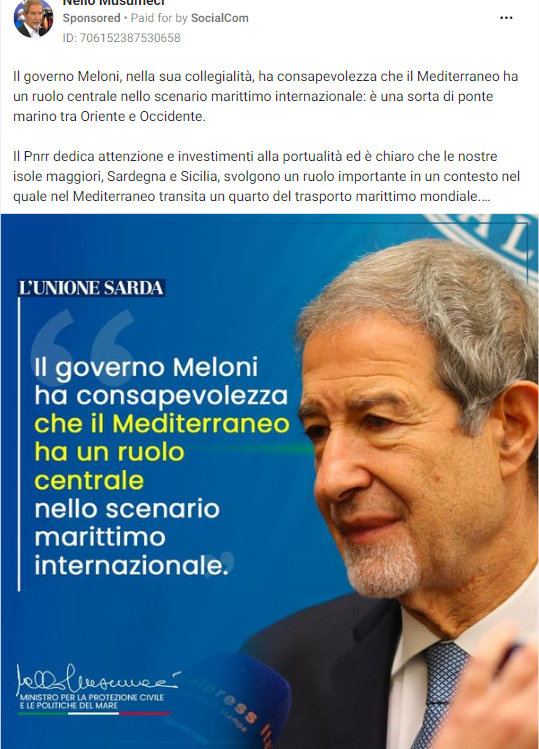 Nello Musumeci
Sponsored • Paid for by SocialCom
ID: 706152387530658
Il governo Meloni, nella sua collegialità, ha consapevolezza che il Mediterraneo ha
un ruolo centrale nello scenario marittimo internazionale: è una sorta di ponte
marino tra Oriente e Occidente.
Il Pnrr dedica attenzione e investimenti alla portualità ed è chiaro che le nostre
isole maggiori, Sardegna e Sicilia, svolgono un ruolo importante in un contesto nel
quale nel Mediterraneo transita un quarto del trasporto marittimo mondiale....
L'UNIONE SARDA
“
Il governo Meloni
ha consapevolezza
che il Mediterraneo
ha un ruolo
centrale
nello scenario
marittimo
internazionale.
”
Nello Musumeci
MINISTRO PER LA PROTEZIONE CIVILE
E LE POLITICHE DEL MARE